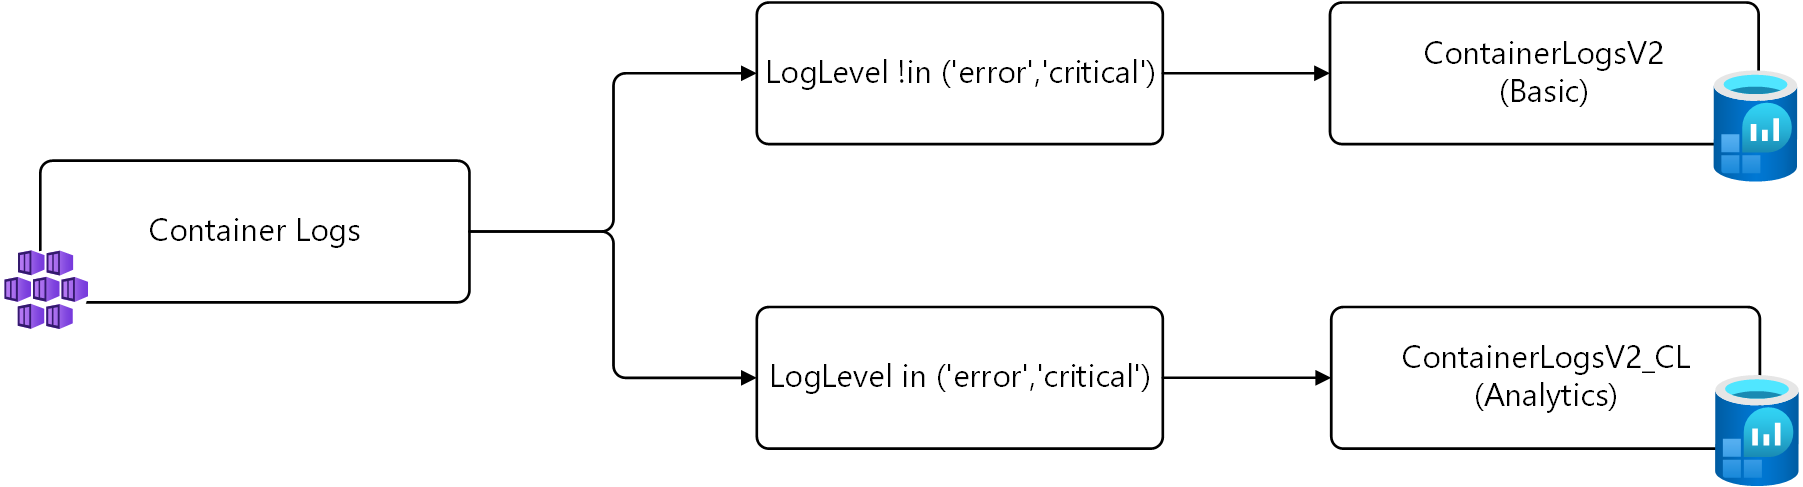 Container Logs
LogLevel !in ('error','critical')
ContainerLogsV2
(Basic)
LogLevel in ('error','critical')
ContainerLogsV2_CL
(Analytics)